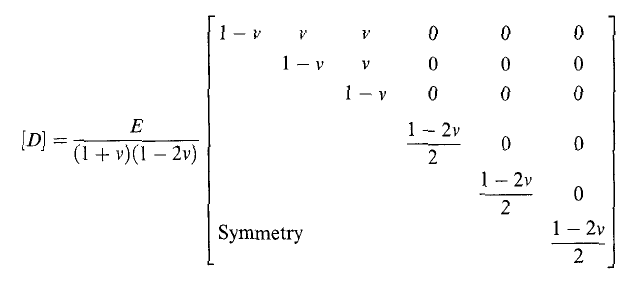 1 − ν ν ν 0 0 0
1 − ν ν 0 0 0
1 − ν 0 0 0
[D] = E / (1 + ν)(1 − 2ν)
1 − 2ν / 2 0 0
1 − 2ν / 2 0
Symmetry 1 − 2ν / 2